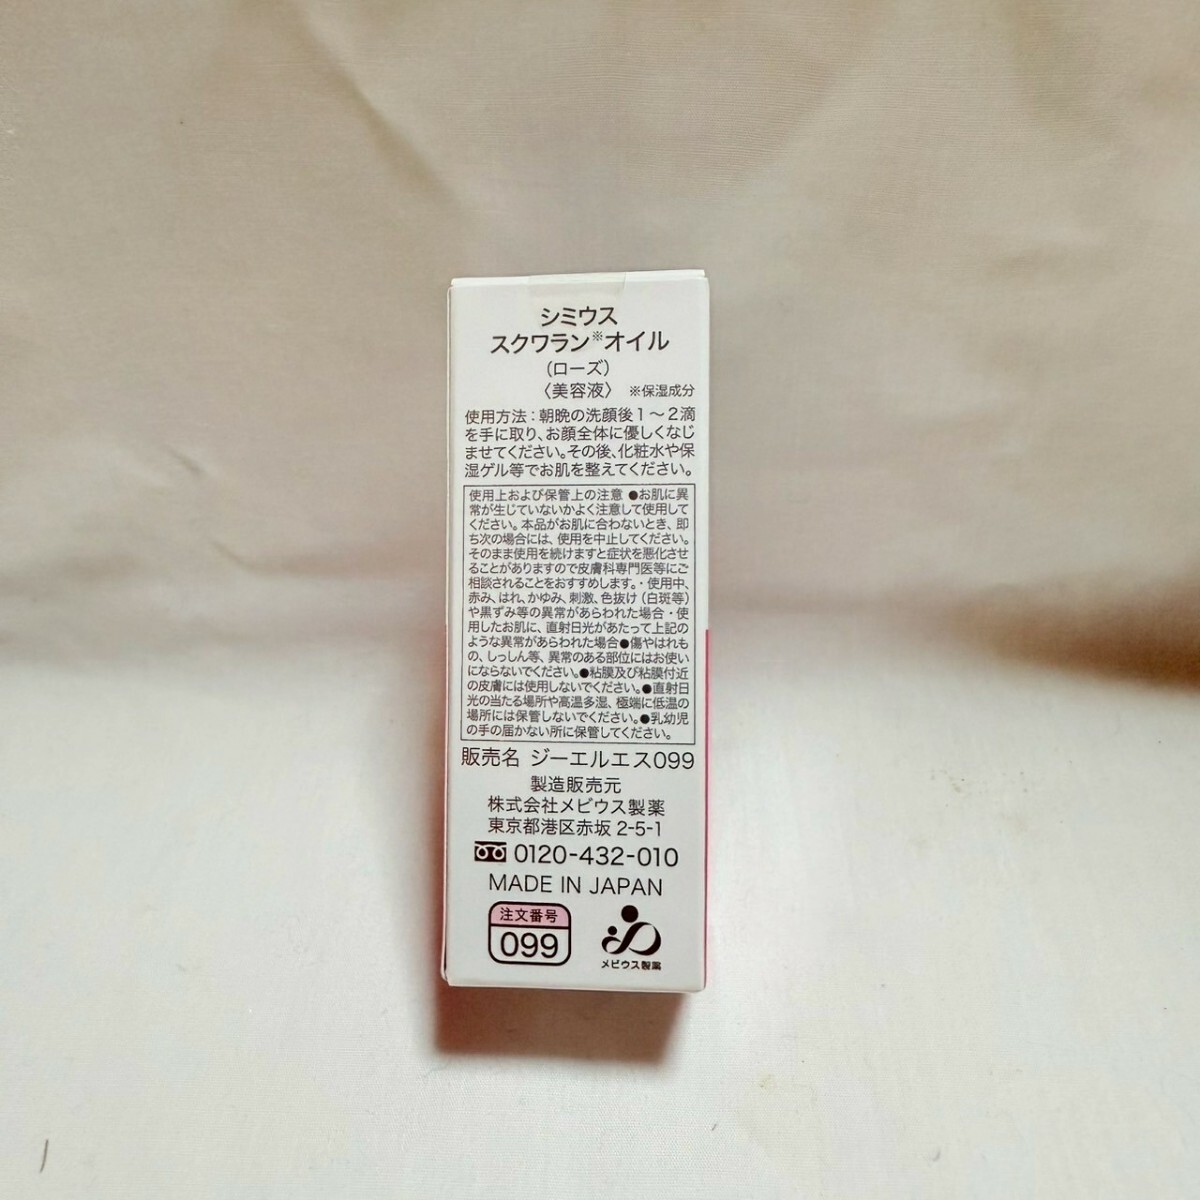 シミウス
スクワラン※オイル
（ローズ）
〈美容液〉 ※保湿成分
使用方法：朝晩の洗顔後１～２滴
を手に取り、お顔全体に優しくなじ
ませてください。その後、化粧水や保
湿ゲル等でお肌を整えてください。
使用上および保管上の注意 ●お肌に異
常が生じていないかよく注意して使用して
ください。本品がお肌に合わないとき、即
ち次の場合には、使用を中止してください。
そのまま使用を続けますと症状を悪化させ
ることがありますので皮膚科専門医等にご
相談されることをおすすめします。・使用中、
赤み、はれ、かゆみ、刺激、色抜け（白斑等）
や黒ずみ等の異常があらわれた場合・使
用したお肌に、直射日光があたって上記の
ような異常があらわれた場合●傷やはれも
の、しっしん等、異常のある部位にはお使い
にならないでください。●粘膜及び粘膜付近
の皮膚には使用しないでください。●直射日
光の当たる場所や高温多湿、極端に低温の
場所には保管しないでください。●乳幼児
の手の届かない所に保管してください。
販売名 ジーエルエス099
製造販売元
株式会社メビウス製薬
東京都港区赤坂 2-5-1
0120-432-010
MADE IN JAPAN
注文番号
099
メビウス製薬